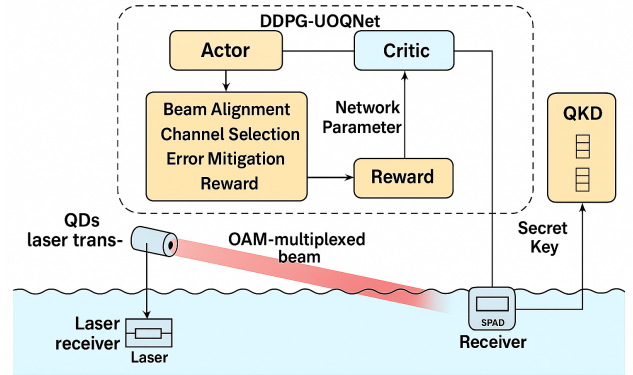 DDPG-UOQNet
Actor
Critic
Beam Alignment
Channel Selection
Error Mitigation
Reward
Network
Parameter
Reward
QKD
QDs
laser trans-
OAM-multiplexed
beam
Secret
Key
Laser
receiver
Laser
SPAD
Receiver